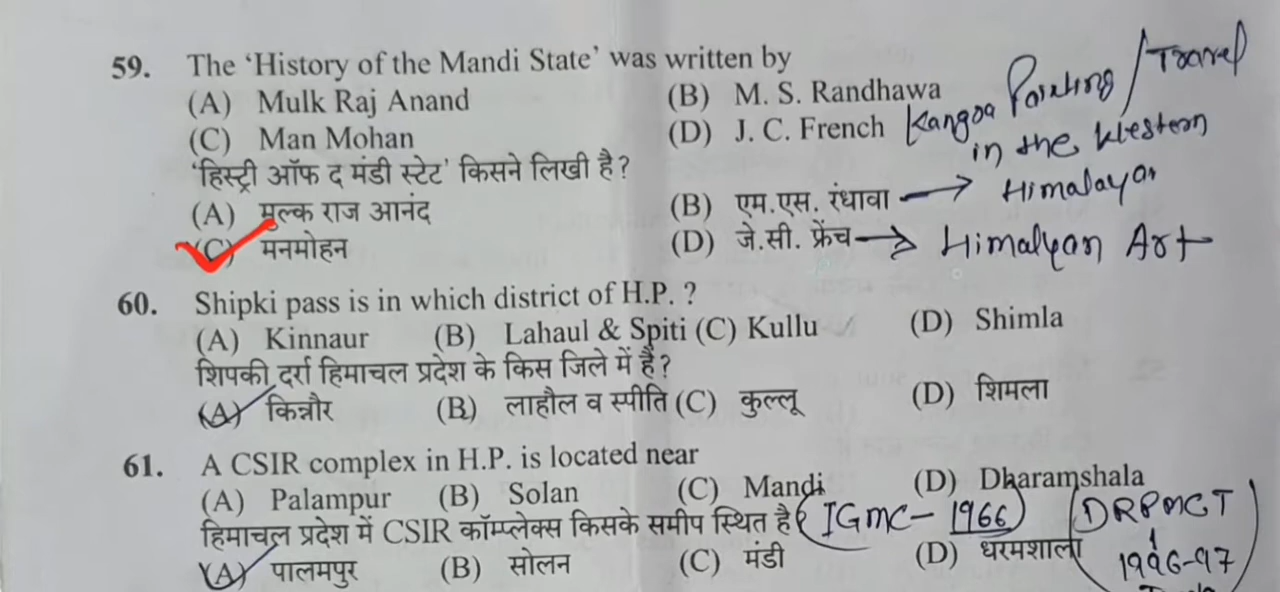 59. The 'History of the Mandi State' was written by
(A) Mulk Raj Anand (B) M. S. Randhawa
(C) Man Mohan (D) J. C. French
Kangoa Painting / Travel
in the Western
Himalayan
'हिस्ट्री ऑफ द मंडी स्टेट' किसने लिखी है?
(A) मुल्क राज आनंद (B) एम.एस. रंधावा →
(C) मनमोहन (D) जे.सी. फ्रेंच → Himalyan Art
60. Shipki pass is in which district of H.P. ?
(A) Kinnaur (B) Lahaul & Spiti (C) Kullu (D) Shimla
शिपकी दर्रा हिमाचल प्रदेश के किस जिले में है?
(A) किन्नौर (B) लाहौल व स्पीति (C) कुल्लू (D) शिमला
61. A CSIR complex in H.P. is located near
(A) Palampur (B) Solan (C) Mandi (D) Dharamshala
हिमाचल प्रदेश में CSIR कॉम्प्लेक्स किसके समीप स्थित है? IGMC - 1966 DRPMCT
(A) पालमपुर (B) सोलन (C) मंडी (D) धरमशाला 1996-97